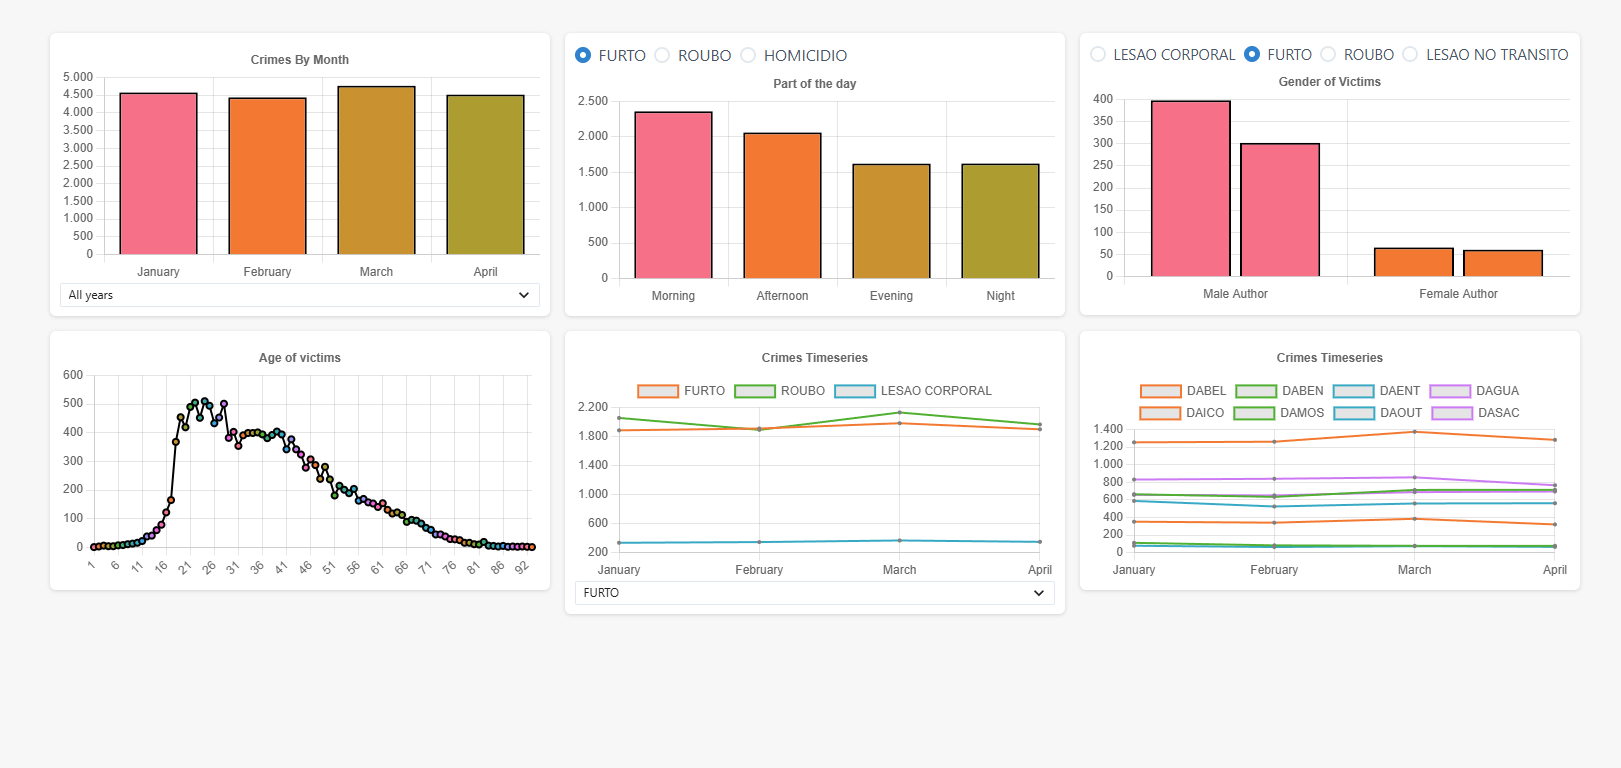 Crimes By Month
5.000
4.500
4.000
3.500
3.000
2.500
2.000
1.500
1.000
500
0
January February March April
All years
FURTO ROUBO HOMICIDIO
Part of the day
2.500
2.000
1.500
1.000
500
0
Morning Afternoon Evening Night
LESAO CORPORAL FURTO ROUBO LESAO NO TRANSITO
Gender of Victims
400
350
300
250
200
150
100
50
0
Male Author Female Author
Age of victims
600
500
400
300
200
100
0
1 6 11 16 21 26 31 36 41 46 51 56 61 66 71 76 81 86 92
Crimes Timeseries
FURTO ROUBO LESAO CORPORAL
2.200
1.800
1.400
1.000
600
200
January February March April
FURTO
Crimes Timeseries
DABEL DABEN DAENT DAGUA
DAICO DAMOS DAOUT DASAC
1.400
1.200
1.000
800
600
400
200
0
January February March April